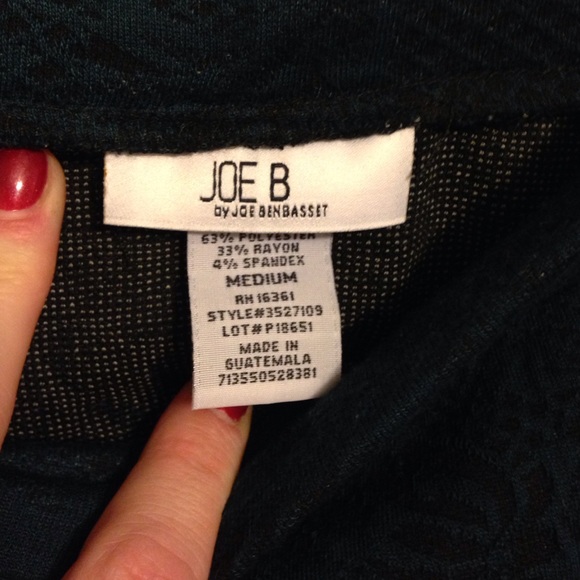 JOE B
by JOE BENBASSET
63% POLYESTER
33% RAYON
4% SPANDEX
MEDIUM
RH 16361
STYLE#3527109
LOT#P18651
MADE IN
GUATEMALA
713550528381